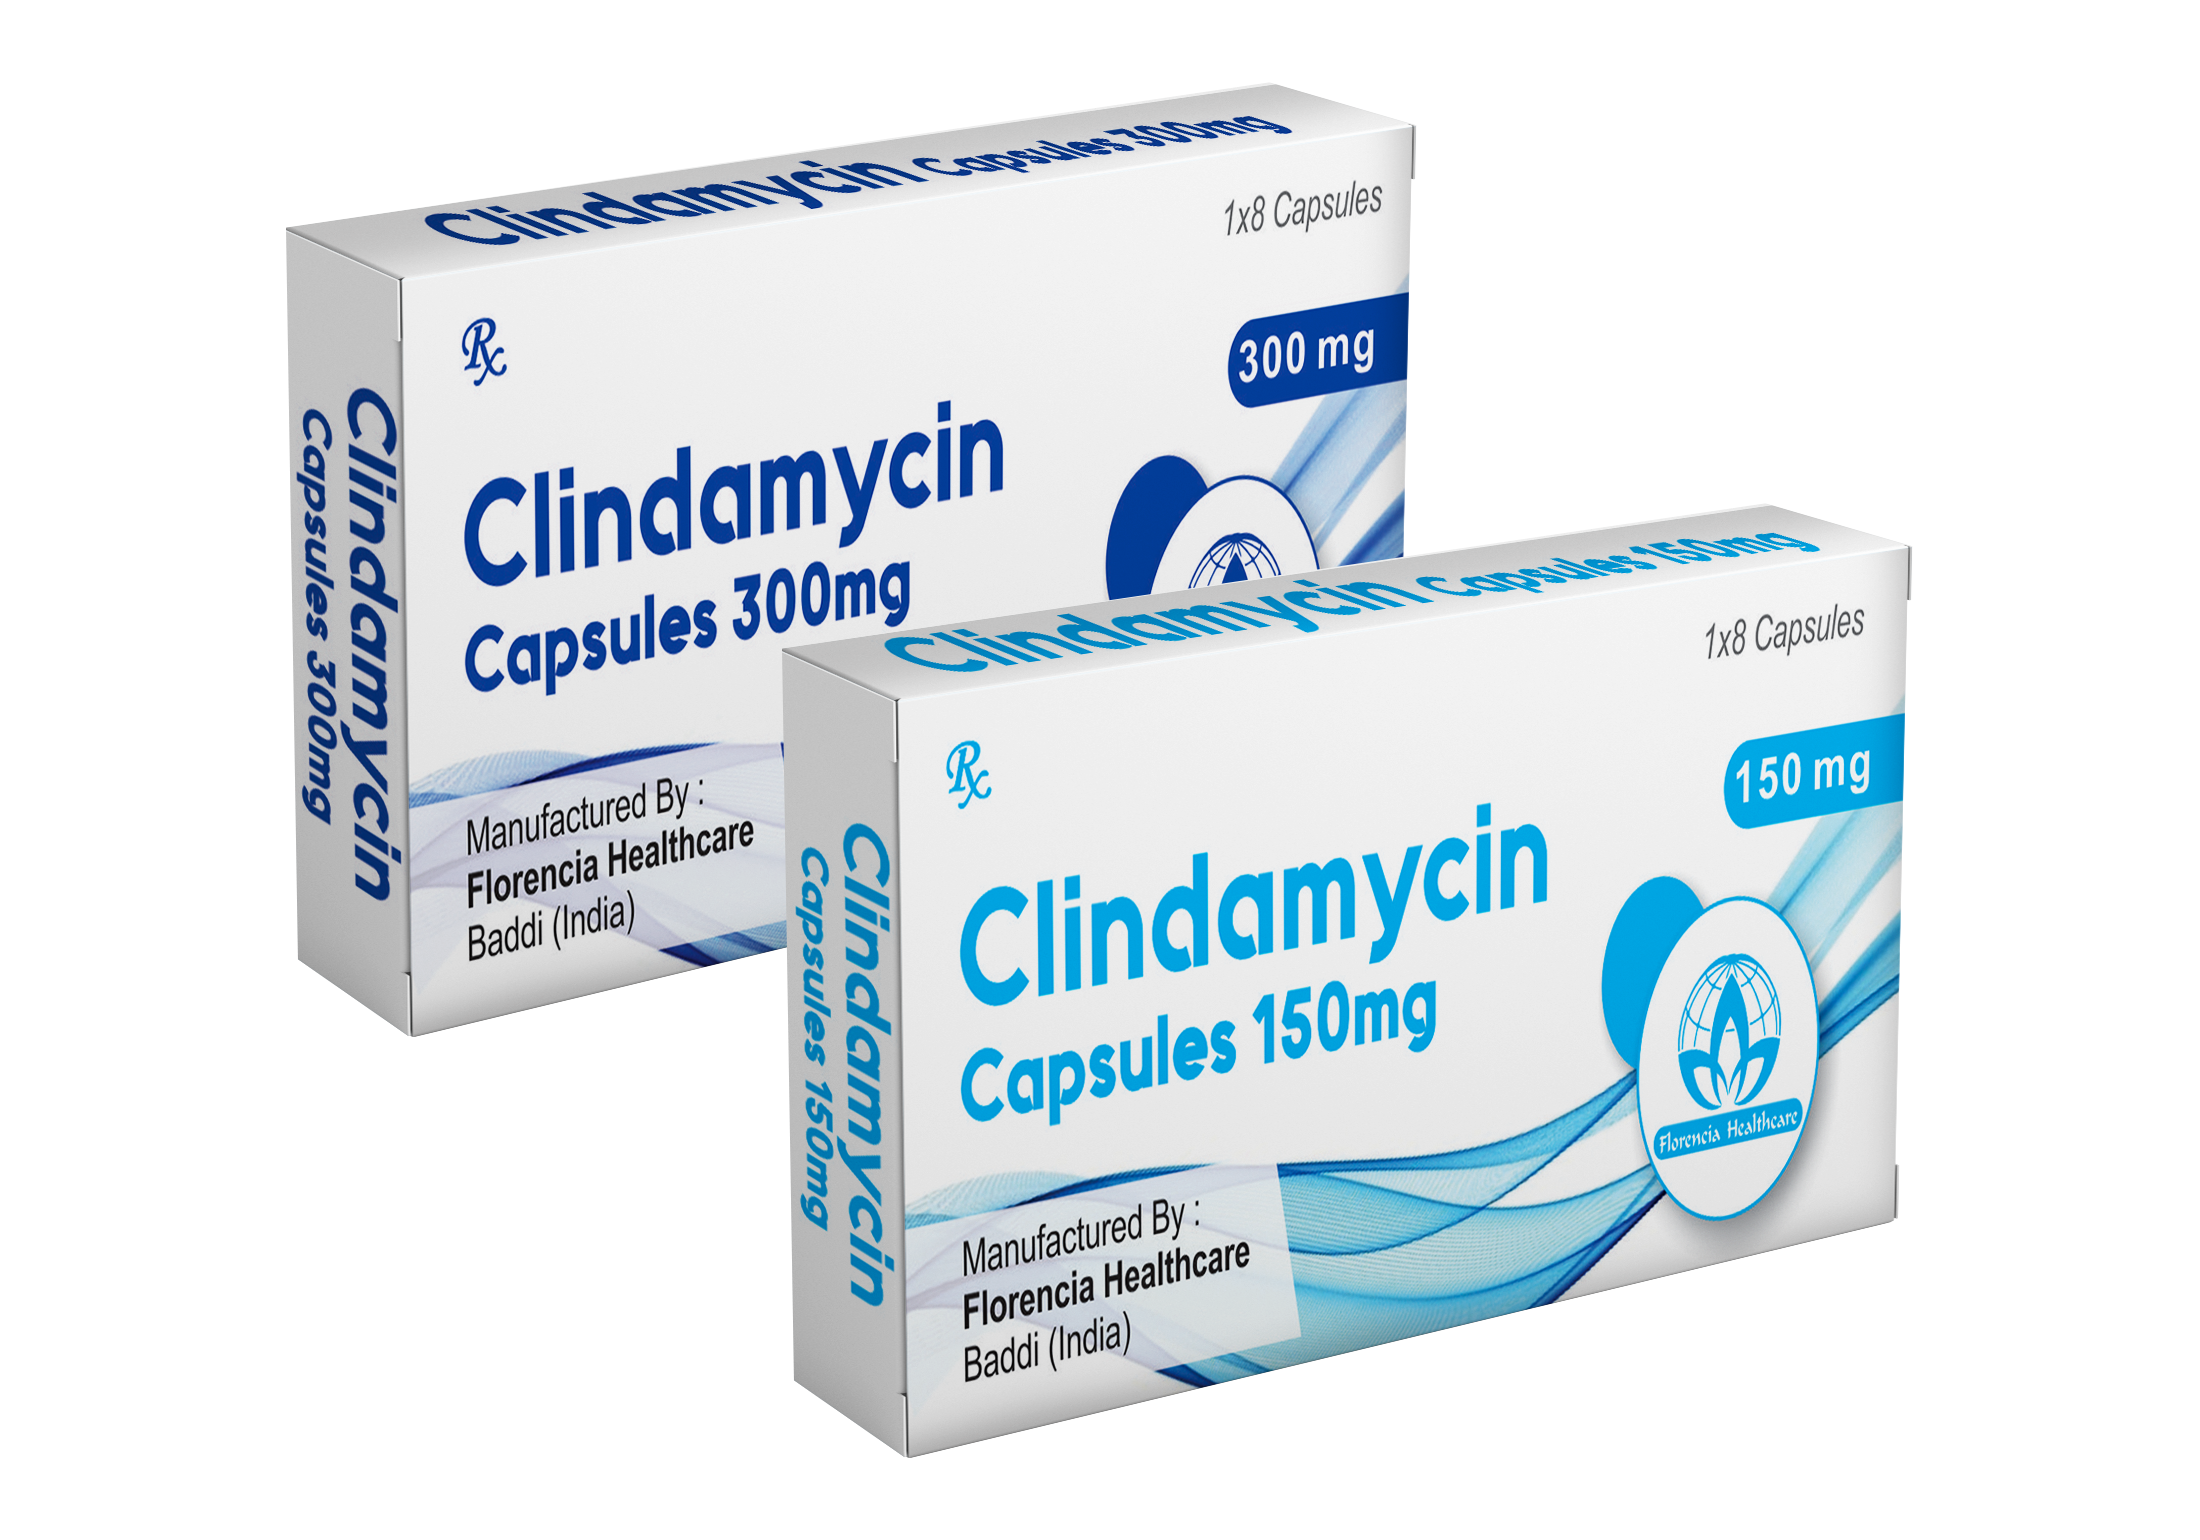 Clindamycin Capsules 300mg
1x8 Capsules
Rx
300 mg
Clindamycin
Capsules 300mg
Clindamycin
Capsules 300mg
Manufactured By :
Florencia Healthcare
Baddi (India)
Clindamycin Capsules 150mg
1x8 Capsules
Rx
150 mg
Clindamycin
Capsules 150mg
Clindamycin
Capsules 150mg
Florencia Healthcare
Manufactured By :
Florencia Healthcare
Baddi (India)